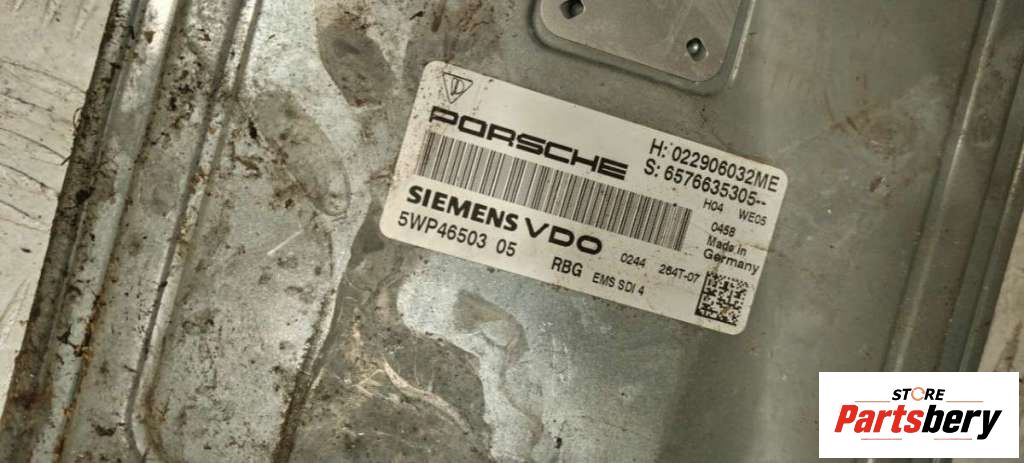 PORSCHE
H: 022906032ME
S: 6576635305--
H04 WE05
SIEMENS VDO
0458
Made in
Germany
5WP46503 05
RBG
0244 264T-07
EMS SDI 4
STORE
Partsbery